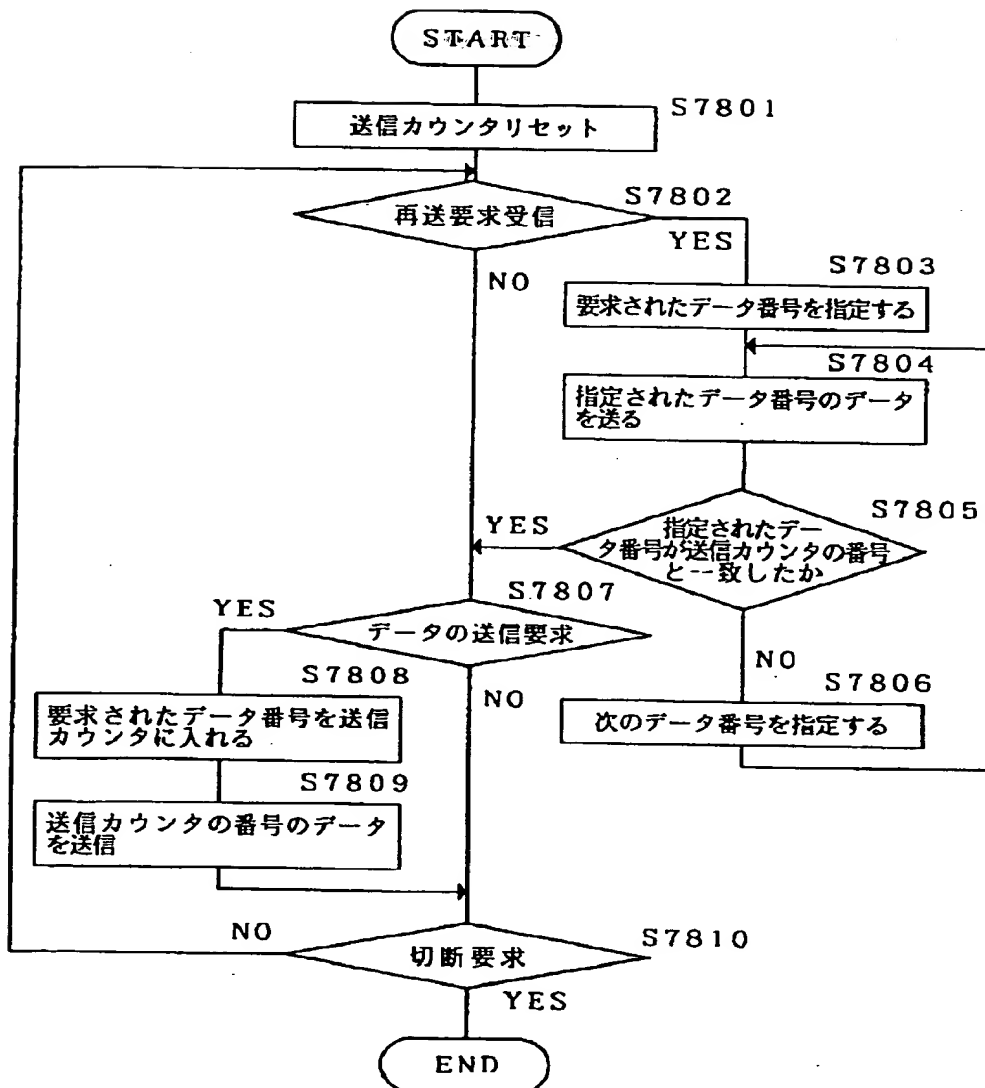 START
S7801
送信カウンタリセット
S7802
再送要求受信
YES
NO
S7803
要求されたデータ番号を指定する
S7804
指定されたデータ番号のデータ
を送る
S7805
指定されたデー
タ番号が送信カウンタの番号
と一致したか
YES
NO
S7806
次のデータ番号を指定する
S7807
データの送信要求
YES
NO
S7808
要求されたデータ番号を送信
カウンタに入れる
S7809
送信カウンタの番号のデータ
を送信
S7810
切断要求
NO
YES
END